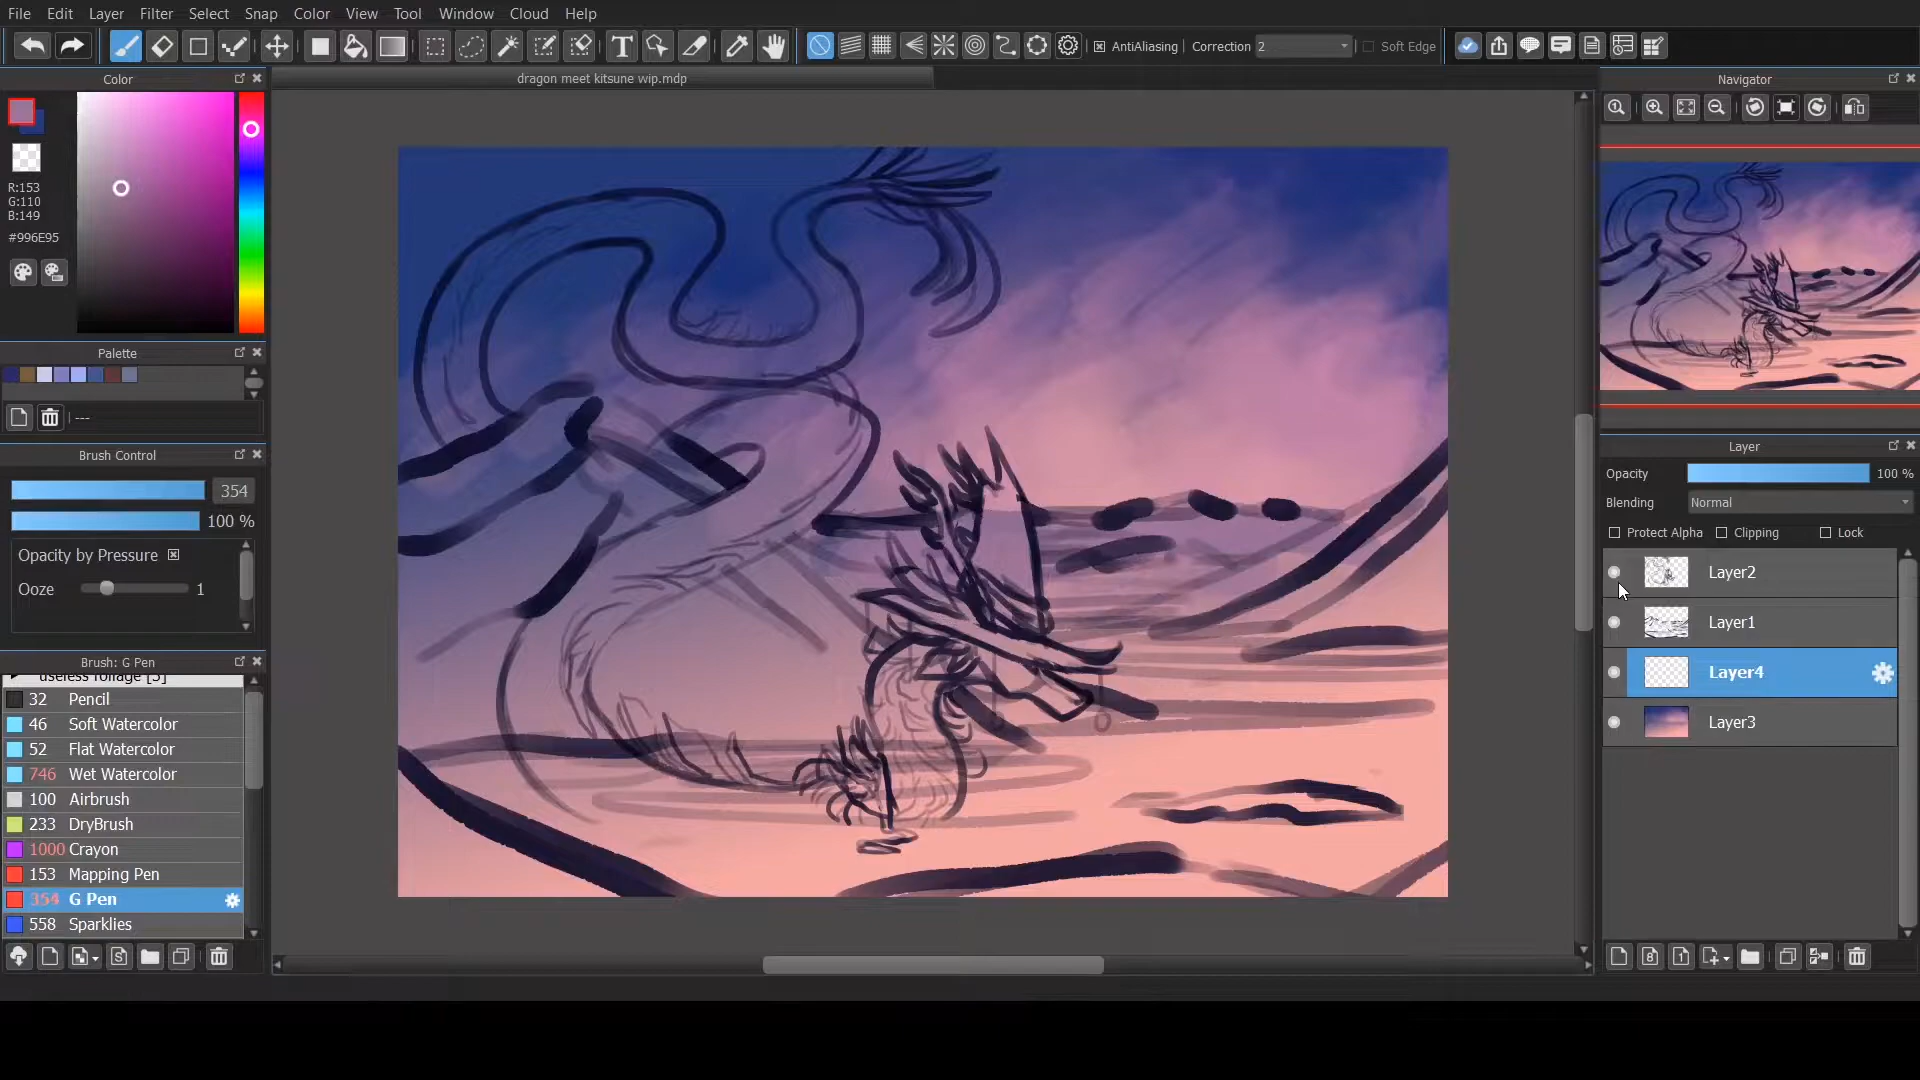 File Edit Layer Filter Select Snap Color View Tool Window Cloud Help
AntiAliasing Correction 2 Soft Edge
Color
dragon meet kitsune wip.mdp
Navigator
R:153
G:110
B:149
#996E95
Palette
---
Brush Control
354
100 %
Opacity by Pressure
Ooze 1
Brush: G Pen
useless foliage [5]
32 Pencil
46 Soft Watercolor
52 Flat Watercolor
746 Wet Watercolor
100 Airbrush
233 DryBrush
1000 Crayon
153 Mapping Pen
354 G Pen
558 Sparklies
Layer
Opacity 100 %
Blending Normal
Protect Alpha Clipping Lock
Layer2
Layer1
Layer4
Layer3